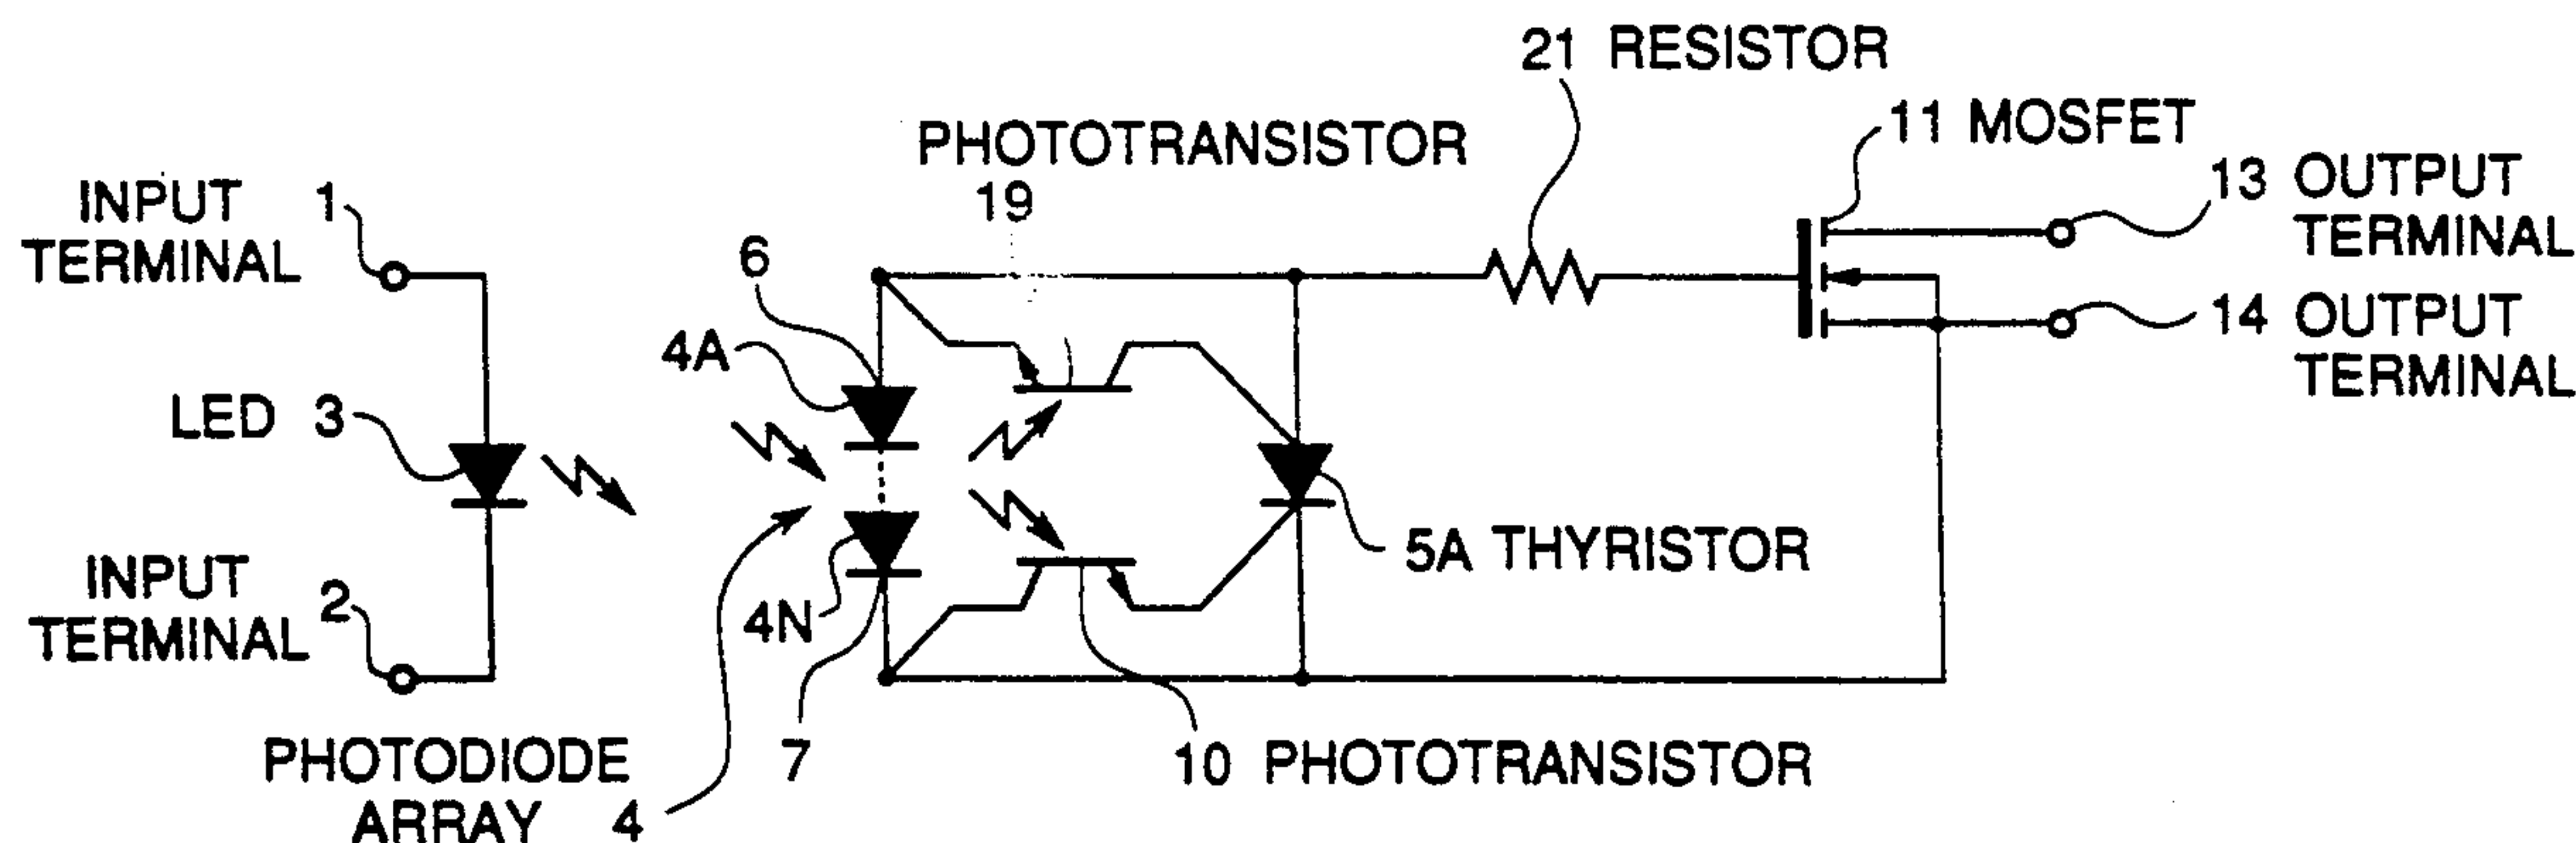 21 RESISTOR
11 MOSFET
PHOTOTRANSISTOR
19
INPUT
TERMINAL 1
13 OUTPUT
TERMINAL
6
4A
14 OUTPUT
TERMINAL
LED 3
5A THYRISTOR
INPUT
TERMINAL 2
4N
7
10 PHOTOTRANSISTOR
PHOTODIODE
ARRAY 4